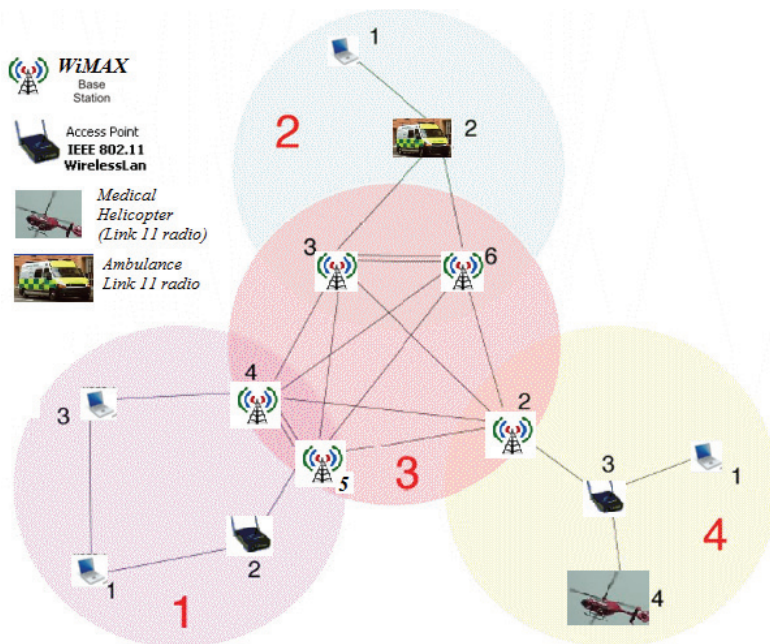 WiMAX
Base
Station
Access Point
IEEE 802.11
WirelessLan
Medical
Helicopter
(Link 11 radio)
Ambulance
Link 11 radio
1
2
2
3
6
4
3
5
2
3
3
1
4
4
1
2
1